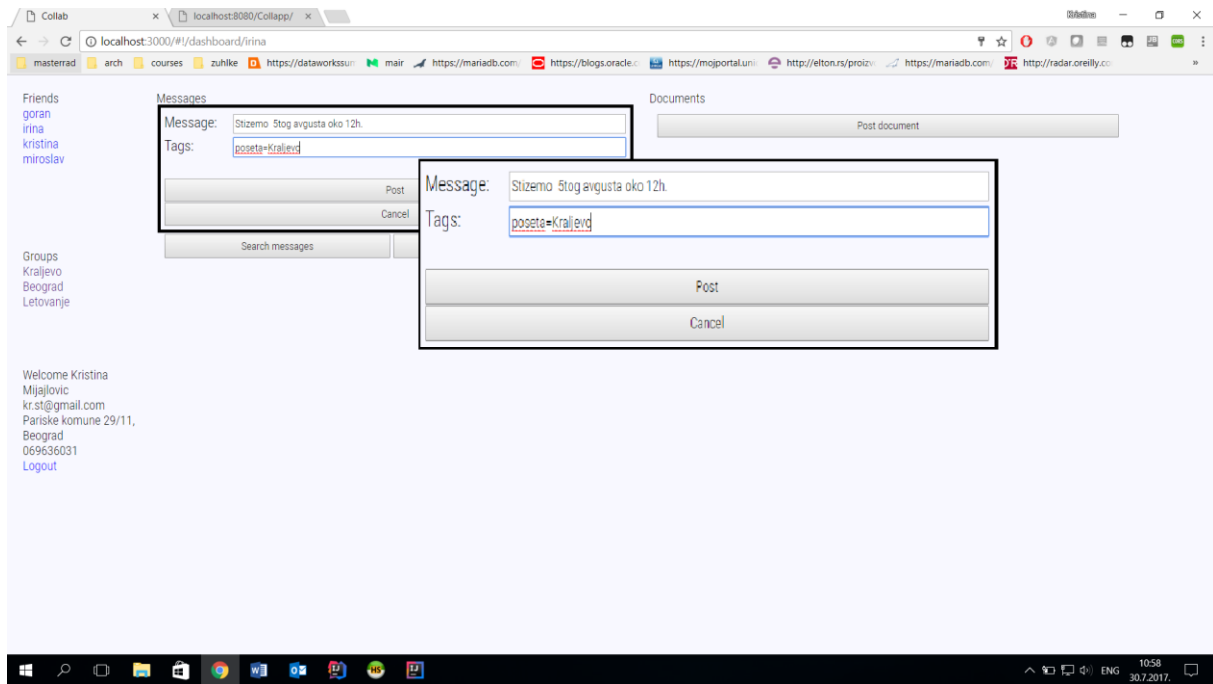 Collab
localhost:8080/Collapp/
Kristina
localhost:3000/#!/dashboard/irina
masterrad arch courses zuhlke https://dataworkssun mair https://mariadb.com/ https://blogs.oracle.c https://mojportal.uni http://elton.rs/proizv https://mariadb.com/ http://radar.oreilly.co »
Friends
goran
irina
kristina
miroslav
Groups
Kraljevo
Beograd
Letovanje
Welcome Kristina
Mijajlovic
kr.st@gmail.com
Pariske komune 29/11,
Beograd
069636031
Logout
Messages
Message: Stizemo 5tog avgusta oko 12h.
Tags: poseta=Kraljevo
Post
Cancel
Search messages
Message: Stizemo 5tog avgusta oko 12h.
Tags: poseta=Kraljevo
Post
Cancel
Documents
Post document
ENG
10:58
30.7.2017.